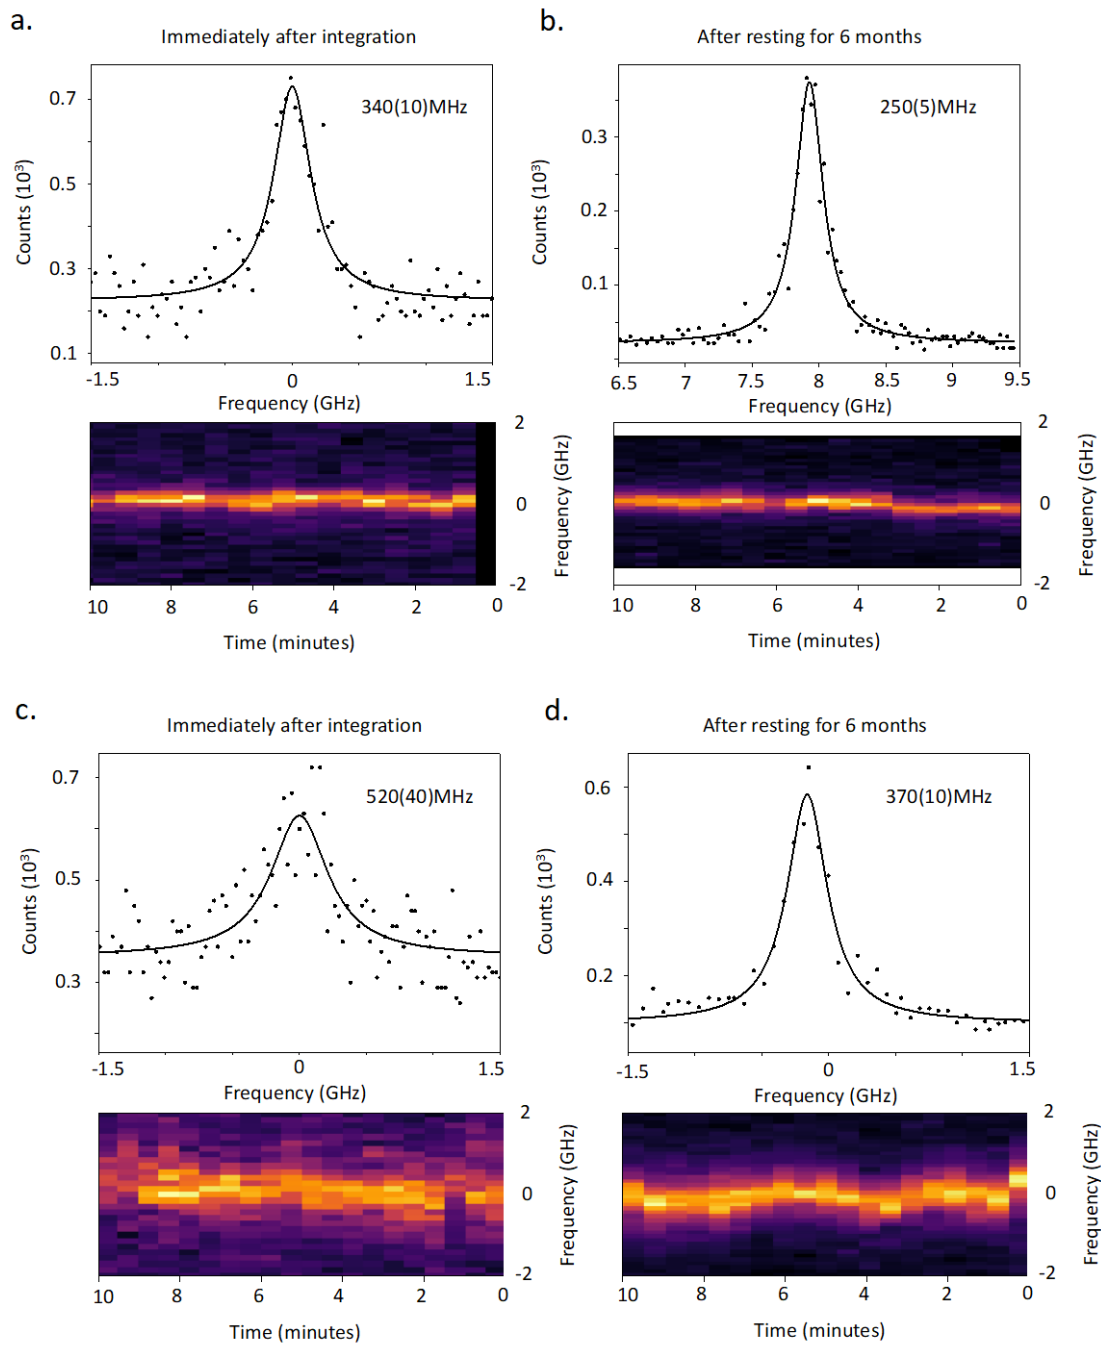 a.
Immediately after integration
340(10)MHz
Counts (10³)
0.7
0.5
0.3
0.1
-1.5 0 1.5
Frequency (GHz)
2
0
-2
Frequency (GHz)
10 8 6 4 2 0
Time (minutes)
b.
After resting for 6 months
250(5)MHz
Counts (10³)
0.3
0.2
0.1
6.5 7 7.5 8 8.5 9 9.5
Frequency (GHz)
2
0
-2
Frequency (GHz)
10 8 6 4 2 0
Time (minutes)
c.
Immediately after integration
520(40)MHz
Counts (10³)
0.7
0.5
0.3
-1.5 0 1.5
Frequency (GHz)
2
0
-2
Frequency (GHz)
10 8 6 4 2 0
Time (minutes)
d.
After resting for 6 months
370(10)MHz
Counts (10³)
0.6
0.4
0.2
-1.5 0 1.5
Frequency (GHz)
2
0
-2
Frequency (GHz)
10 8 6 4 2 0
Time (minutes)